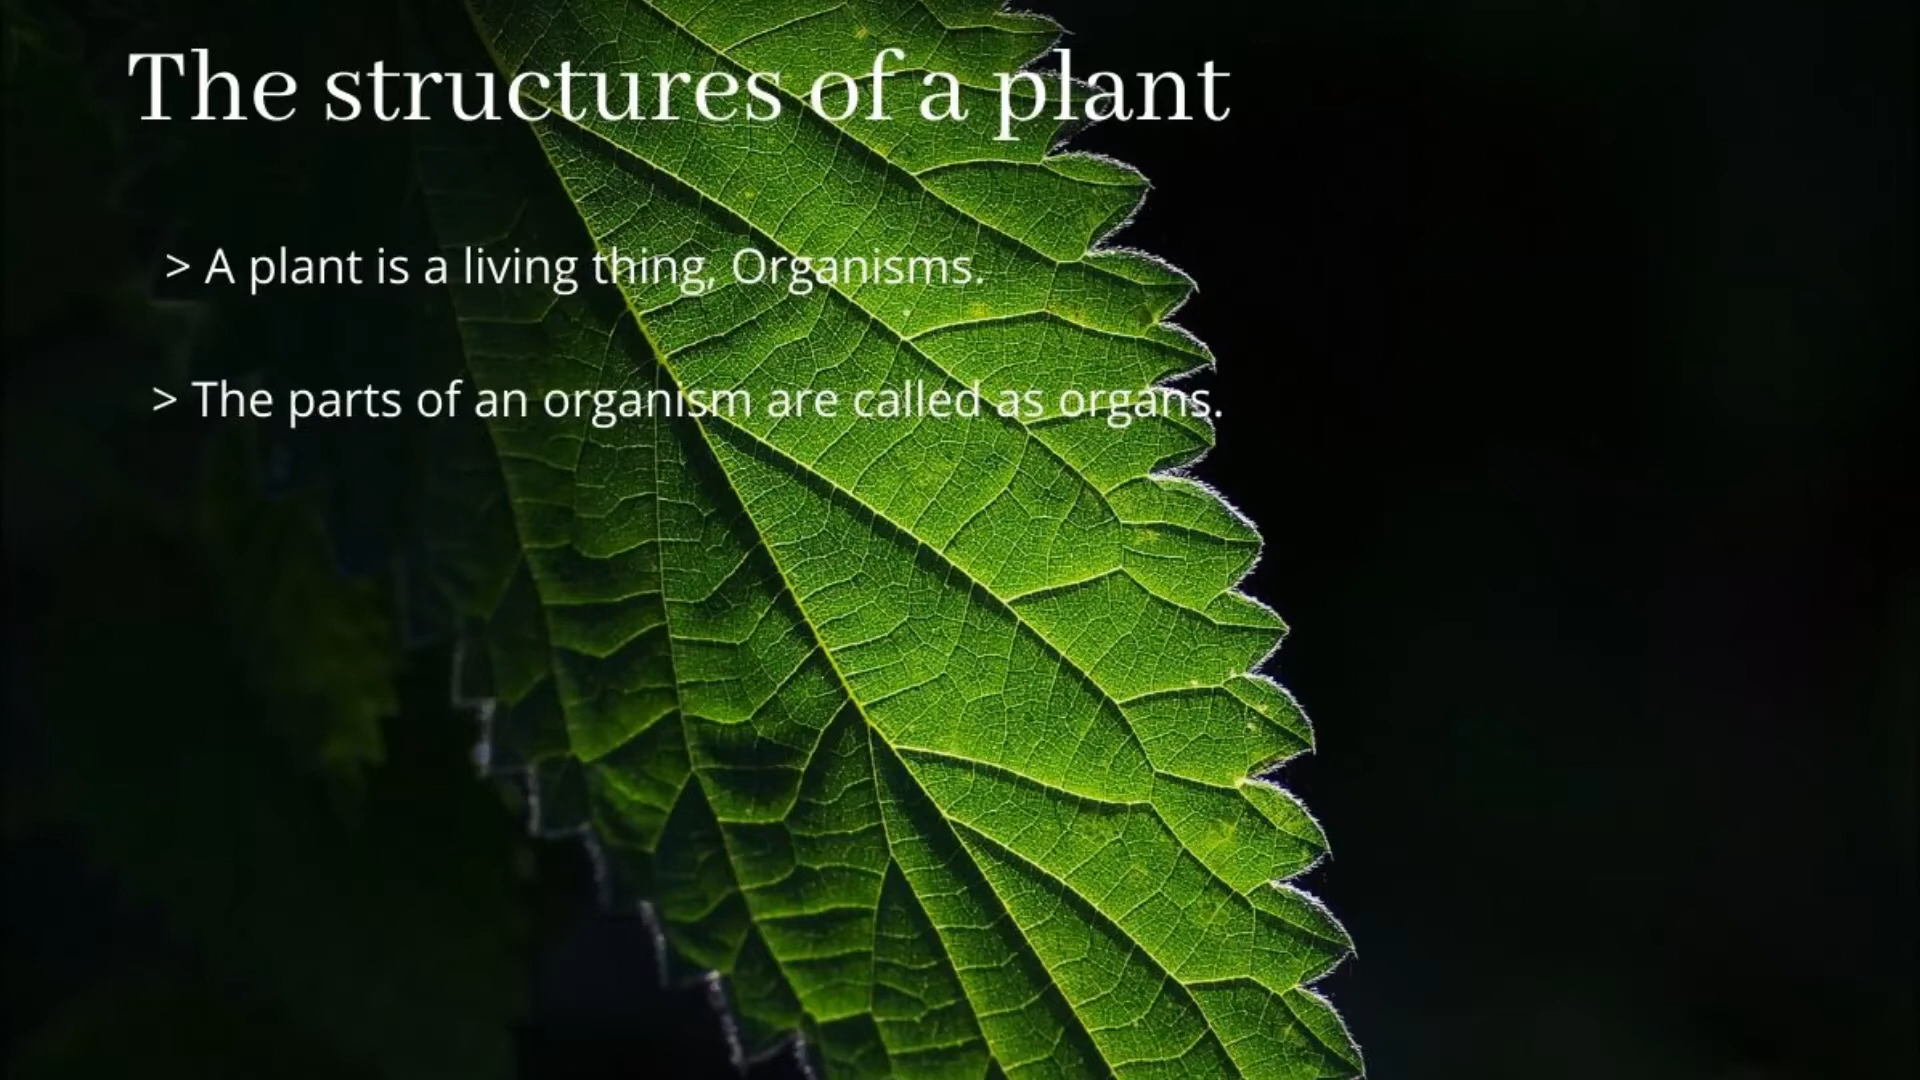 The structures of a plant
> A plant is a living thing, Organisms.
> The parts of an organism are called as organs.